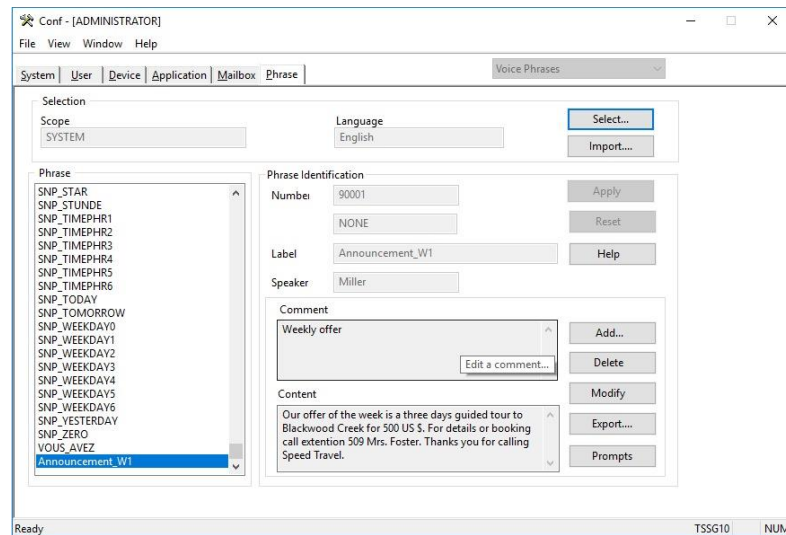 Conf - [ADMINISTRATOR]
File View Window Help
System User Device Application Mailbox Phrase Voice Phrases
Selection
Scope Language Select...
SYSTEM English
Import....
Phrase
SNP_STAR
SNP_STUNDE
SNP_TIMEPHR1
SNP_TIMEPHR2
SNP_TIMEPHR3
SNP_TIMEPHR4
SNP_TIMEPHR5
SNP_TIMEPHR6
SNP_TODAY
SNP_TOMORROW
SNP_WEEKDAY0
SNP_WEEKDAY1
SNP_WEEKDAY2
SNP_WEEKDAY3
SNP_WEEKDAY4
SNP_WEEKDAY5
SNP_WEEKDAY6
SNP_YESTERDAY
SNP_ZERO
VOUS_AVEZ
Announcement_W1
Phrase Identification
Number 90001 Apply
NONE Reset
Label Announcement_W1 Help
Speaker Miller
Comment
Weekly offer Add...
Edit a comment... Delete
Content Modify
Our offer of the week is a three days guided tour to
Blackwood Creek for 500 US $. For details or booking
call extention 509 Mrs. Foster. Thanks you for calling
Speed Travel.
Export....
Prompts
Ready TSSG10 NUM